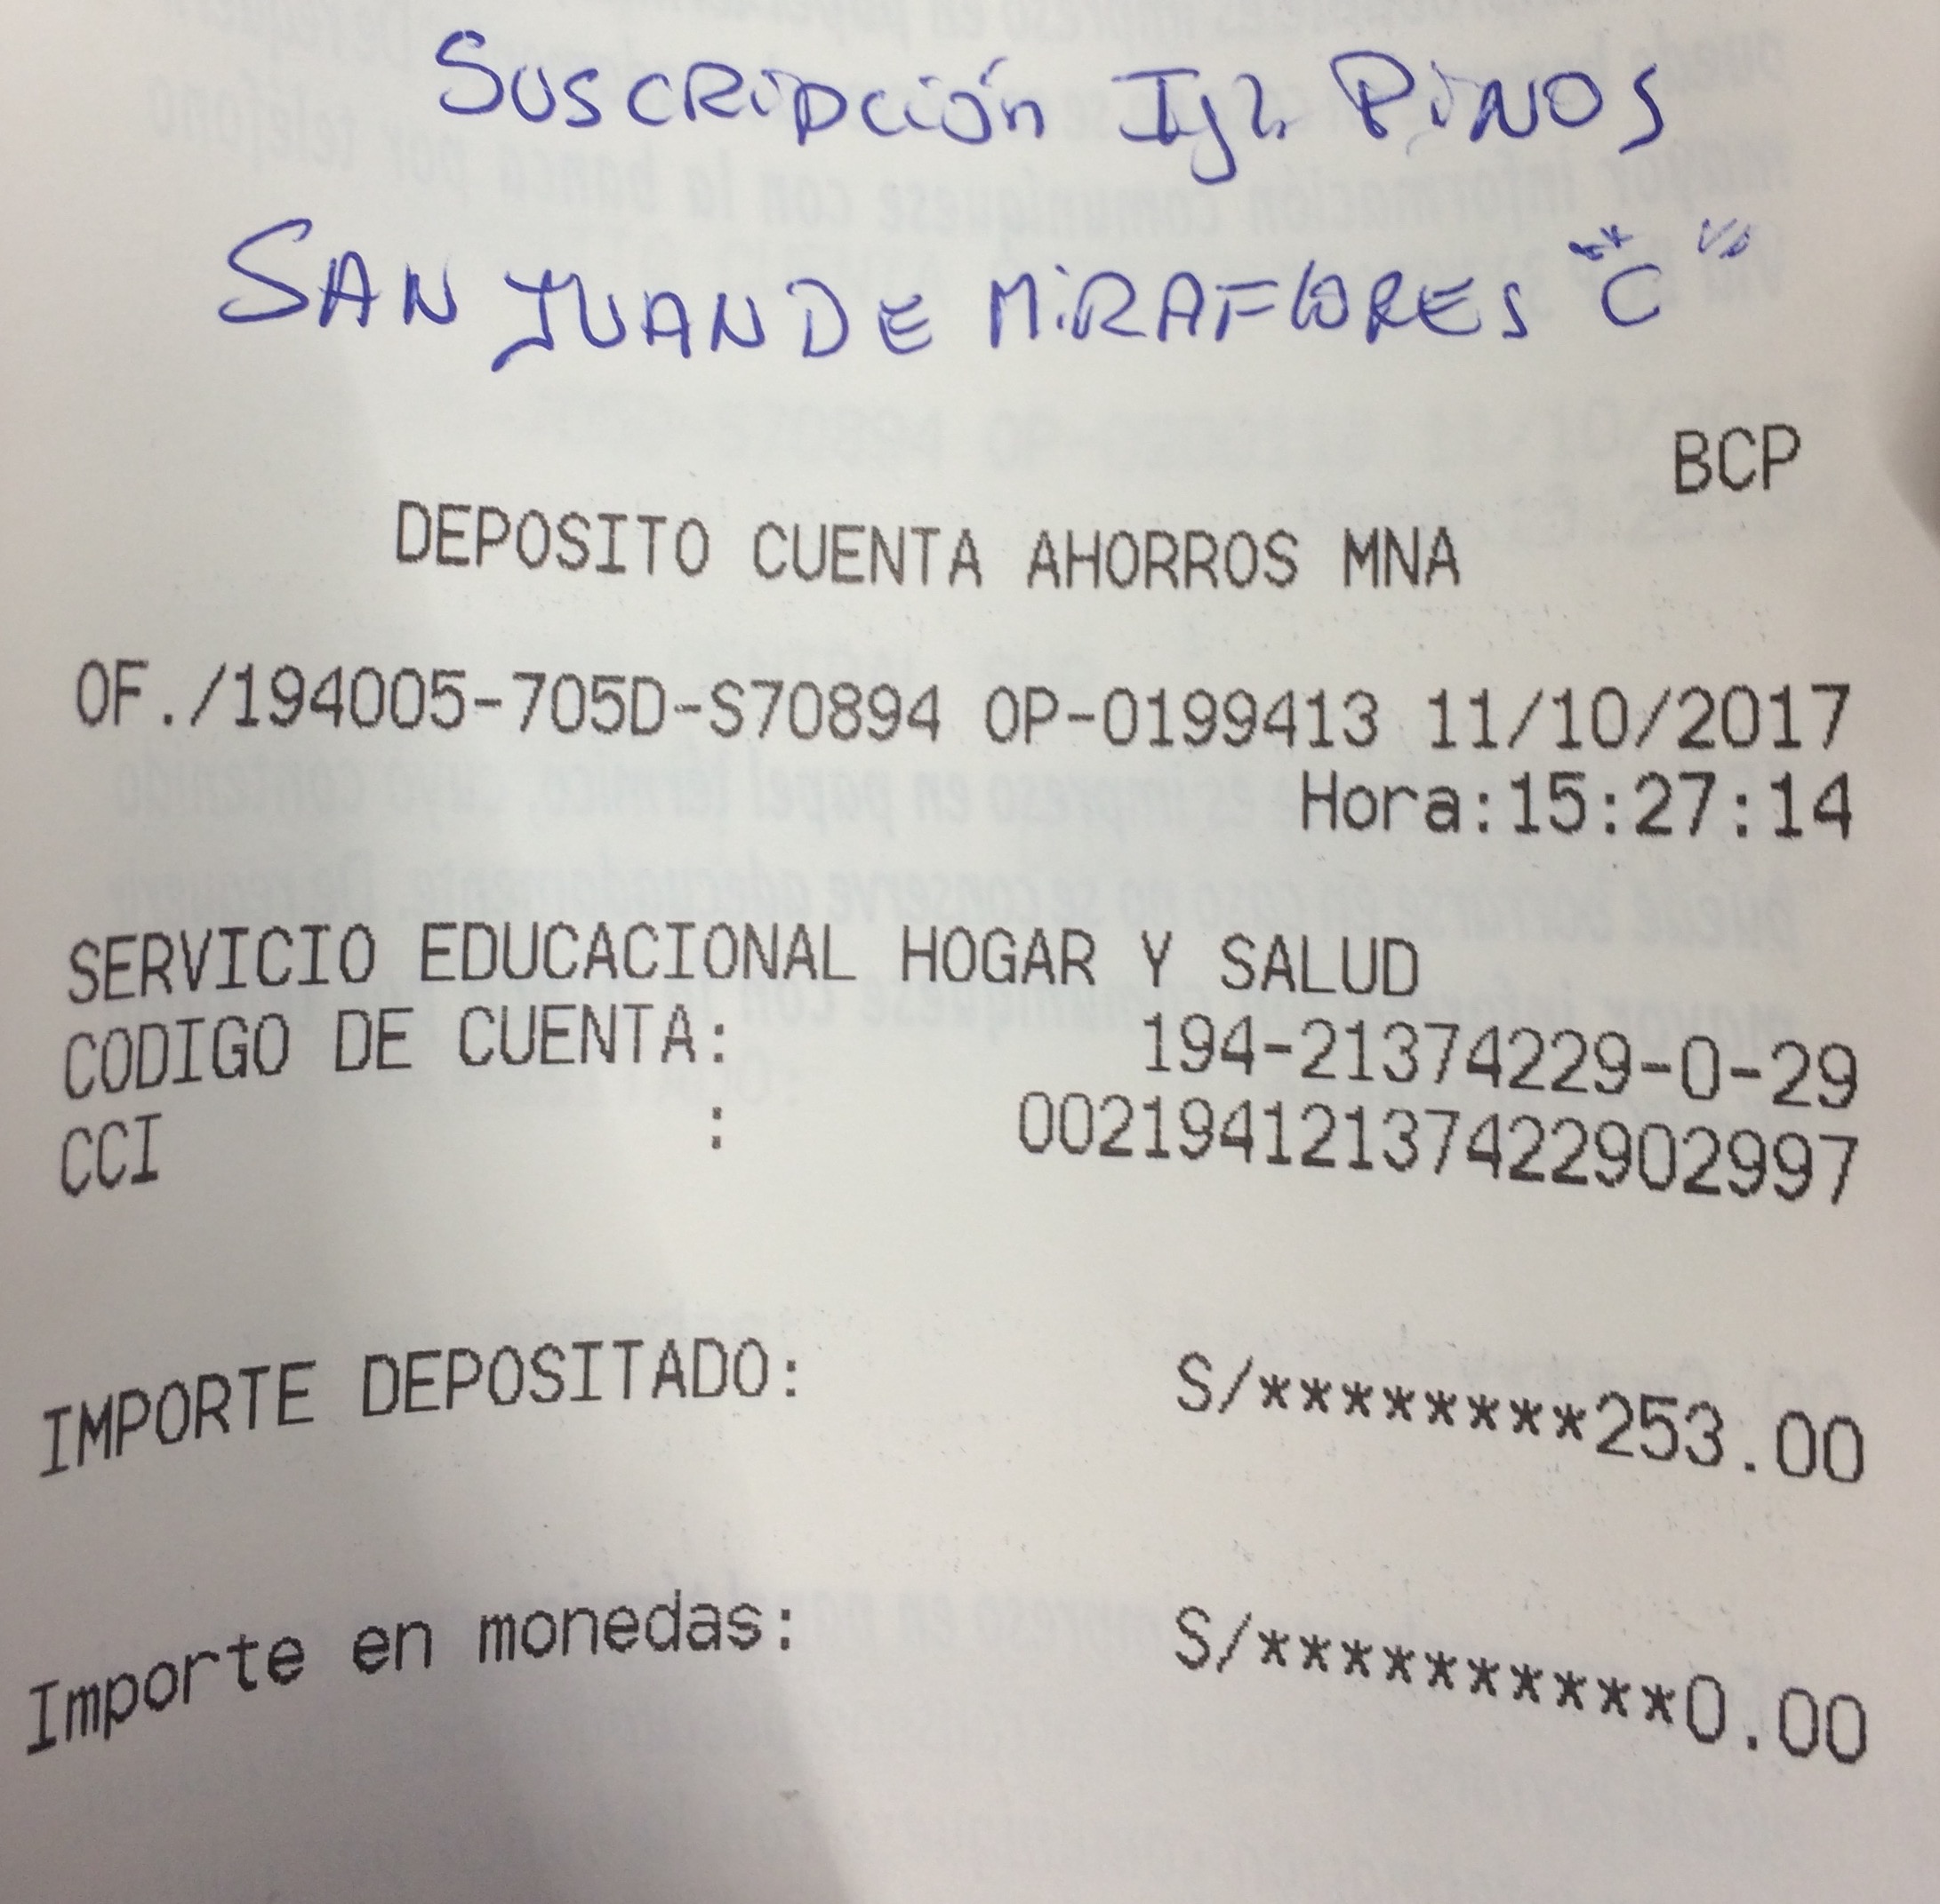 Suscripción Igl. Pinos
San Juan de Miraflores "C"
BCP
DEPOSITO CUENTA AHORROS MNA
OF./194005-705D-S70894 OP-0199413 11/10/2017
Hora:15:27:14
SERVICIO EDUCACIONAL HOGAR Y SALUD
CODIGO DE CUENTA: 194-21374229-0-29
CCI : 00219412137422902997
IMPORTE DEPOSITADO: S/********253.00
Importe en monedas: S/**********0.00